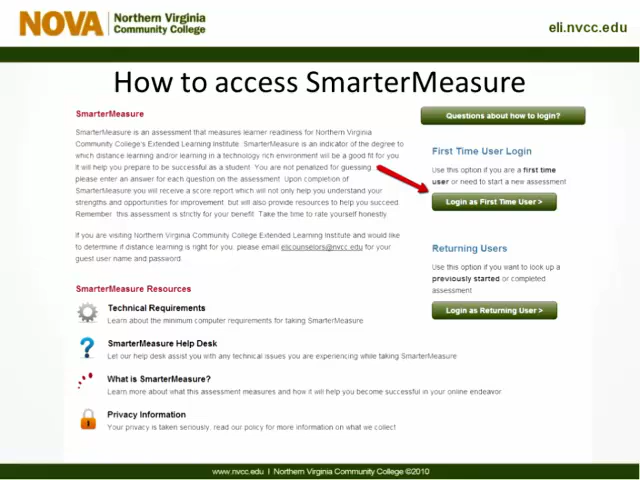 NOVA Northern Virginia
Community College
eli.nvcc.edu
How to access SmarterMeasure
SmarterMeasure
SmarterMeasure is an assessment that measures learner readiness for Northern Virginia
Community College's Extended Learning Institute. SmarterMeasure is an indicator of the degree to
which distance learning and/or learning in a technology rich environment will be a good fit for you.
It will help you prepare to be successful as a student. You are not penalized for guessing,
please enter an answer for each question on the assessment. Upon completion of
SmarterMeasure you will receive a score report which will not only help you understand your
strengths and opportunities for improvement, but will also provide resources to help you succeed.
Remember, this assessment is strictly for your benefit. Take the time to rate yourself honestly.
If you are visiting Northern Virginia Community College Extended Learning Institute and would like
to determine if distance learning is right for you, please email elicounselors@nvcc.edu for your
guest user name and password.
SmarterMeasure Resources
Technical Requirements
Learn about the minimum computer requirements for taking SmarterMeasure
SmarterMeasure Help Desk
Let our help desk assist you with any technical issues you are experiencing while taking SmarterMeasure
What is SmarterMeasure?
Learn more about what this assessment measures and how it will help you become successful in your online endeavor
Privacy Information
Your privacy is taken seriously, read our policy for more information on what we collect!
Questions about how to login?
First Time User Login
Use this option if you are a first time
user or need to start a new assessment
Login as First Time User >
Returning Users
Use this option if you want to look up a
previously started or completed
assessment
Login as Returning User >
www.nvcc.edu I Northern Virginia Community College ©2010